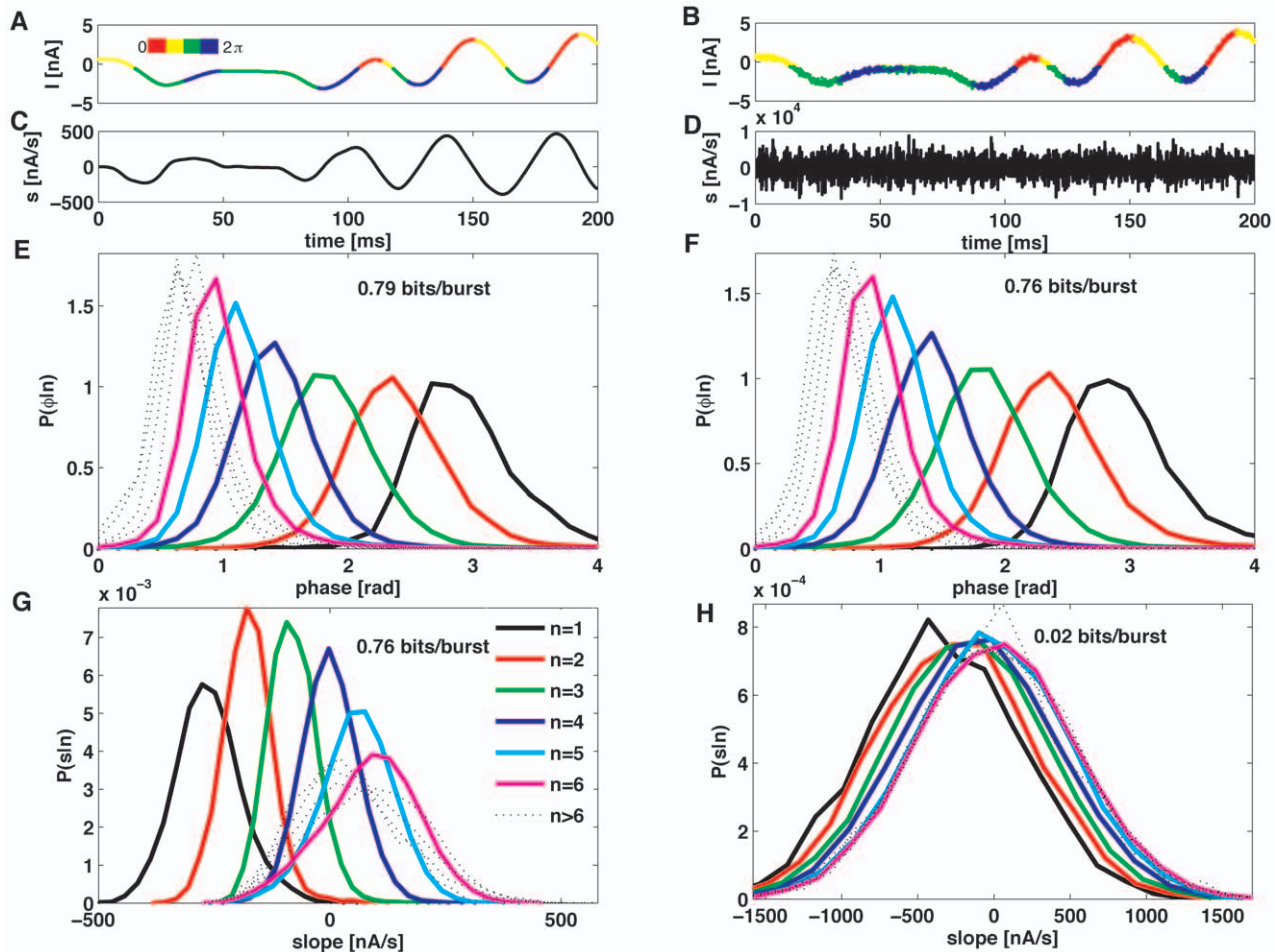 A
5
0
−5
I [nA]
0 2π
B
5
0
−5
I [nA]
C
500
0
−500
s [nA/s]
0 50 100 150 200
time [ms]
D
x 10⁴
1
0
−1
s [nA/s]
0 50 100 150 200
time [ms]
E
1.5
1
0.5
0
P(ϕ|n)
0.79 bits/burst
0 1 2 3 4
phase [rad]
F
1.5
1
0.5
0
P(ϕ|n)
0.76 bits/burst
0 1 2 3 4
phase [rad]
G
x 10⁻³
7
6
5
4
3
2
1
0
P(s|n)
0.76 bits/burst
n=1
n=2
n=3
n=4
n=5
n=6
n>6
−500 0 500
slope [nA/s]
H
x 10⁻⁴
8
6
4
2
0
P(s|n)
0.02 bits/burst
−1500 −1000 −500 0 500 1000 1500
slope [nA/s]